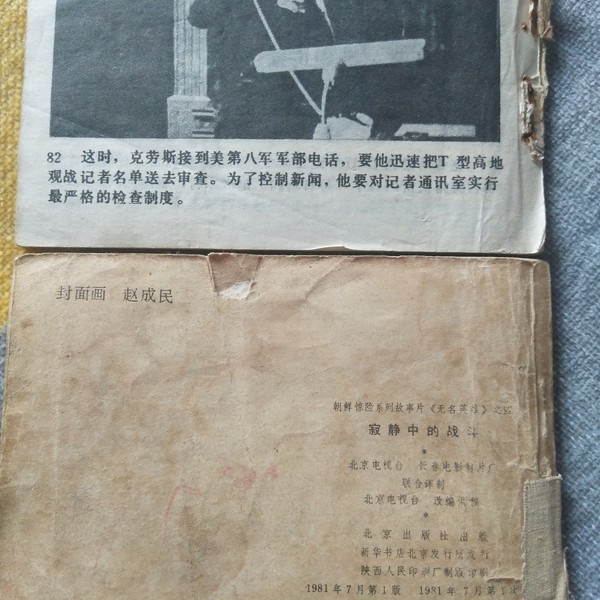 82 这时，克劳斯接到美第八军军部电话，要他迅速把T 型高地
观战记者名单送去审查。为了控制新闻，他要对记者通讯室实行
最严格的检查制度。
封面画 赵成民
朝鲜惊险系列故事片《无名英雄》之
寂静中的战斗
北京电视台 长春电影制片厂
联合译制
北京电视台 改编
北京出版社出版
新华书店北京发行所发行
陕西人民印刷厂制版印刷
1981年7月第1版 1981年7月第1